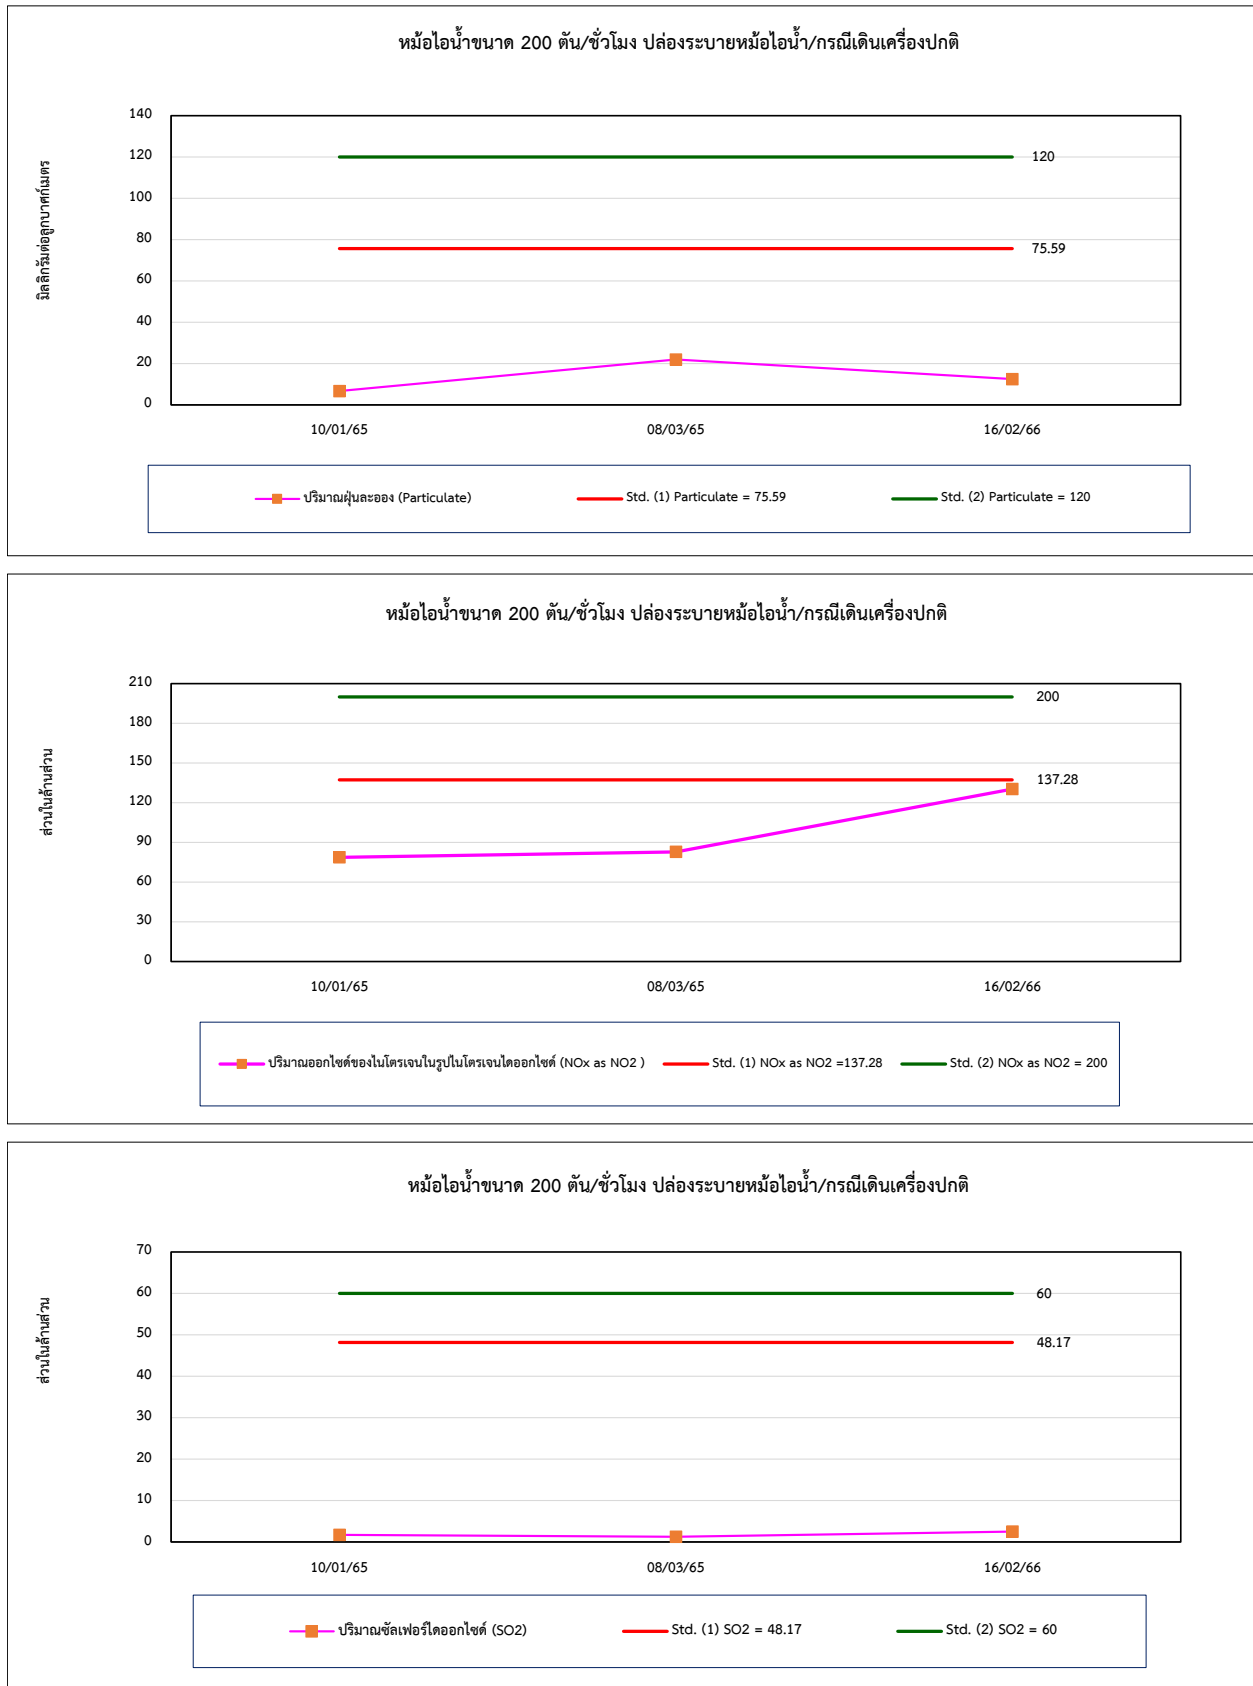 หม้อไอน้ำขนาด 200 ตัน/ชั่วโมง ปล่องระบายหม้อไอน้ำ/กรณีเดินเครื่องปกติ
มิลลิกรัมต่อลูกบาศก์เมตร
140
120
100
80
60
40
20
0
120
75.59
10/01/65 08/03/65 16/02/66
ปริมาณฝุ่นละออง (Particulate) Std. (1) Particulate = 75.59 Std. (2) Particulate = 120
หม้อไอน้ำขนาด 200 ตัน/ชั่วโมง ปล่องระบายหม้อไอน้ำ/กรณีเดินเครื่องปกติ
ส่วนในล้านส่วน
210
180
150
120
90
60
30
0
200
137.28
10/01/65 08/03/65 16/02/66
ปริมาณออกไซด์ของไนโตรเจนในรูปไนโตรเจนไดออกไซด์ (NOx as NO2 ) Std. (1) NOx as NO2 =137.28 Std. (2) NOx as NO2 = 200
หม้อไอน้ำขนาด 200 ตัน/ชั่วโมง ปล่องระบายหม้อไอน้ำ/กรณีเดินเครื่องปกติ
ส่วนในล้านส่วน
70
60
50
40
30
20
10
0
60
48.17
10/01/65 08/03/65 16/02/66
ปริมาณซัลเฟอร์ไดออกไซด์ (SO2) Std. (1) SO2 = 48.17 Std. (2) SO2 = 60